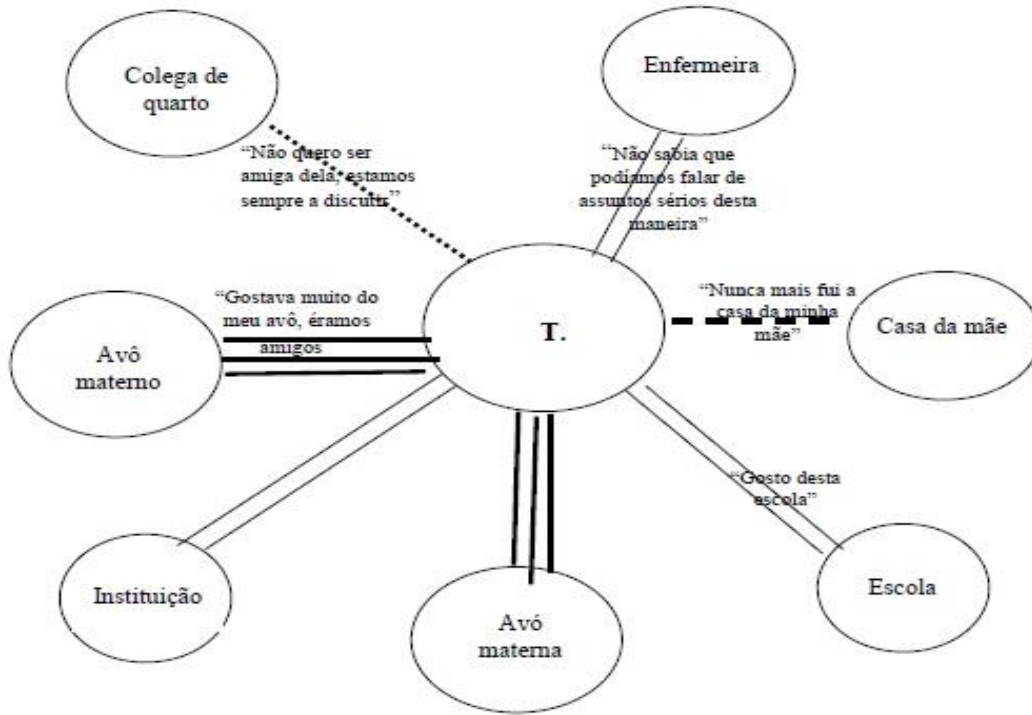 Colega de
quarto
Enfermeira
“Não quero ser
amiga dela, estamos
sempre a discutir”
“Não sabia que
podíamos falar de
assuntos sérios desta
maneira”
“Gostava muito do
meu avô, éramos
amigos
T.
“Nunca mais fui a
casa da minha
mãe”
Casa da mãe
Avô
materno
“Gosto desta
escola”
Instituição
Avó
materna
Escola